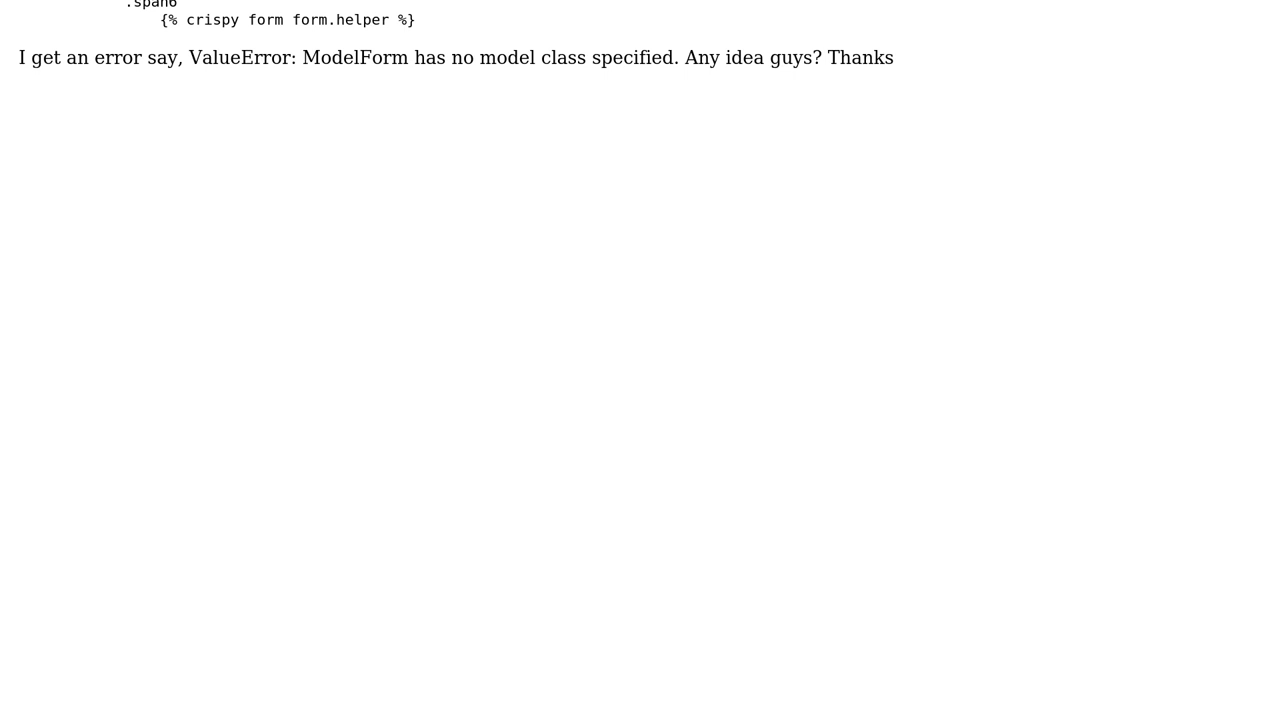 .span6
{% crispy form form.helper %}
I get an error say, ValueError: ModelForm has no model class specified. Any idea guys? Thanks